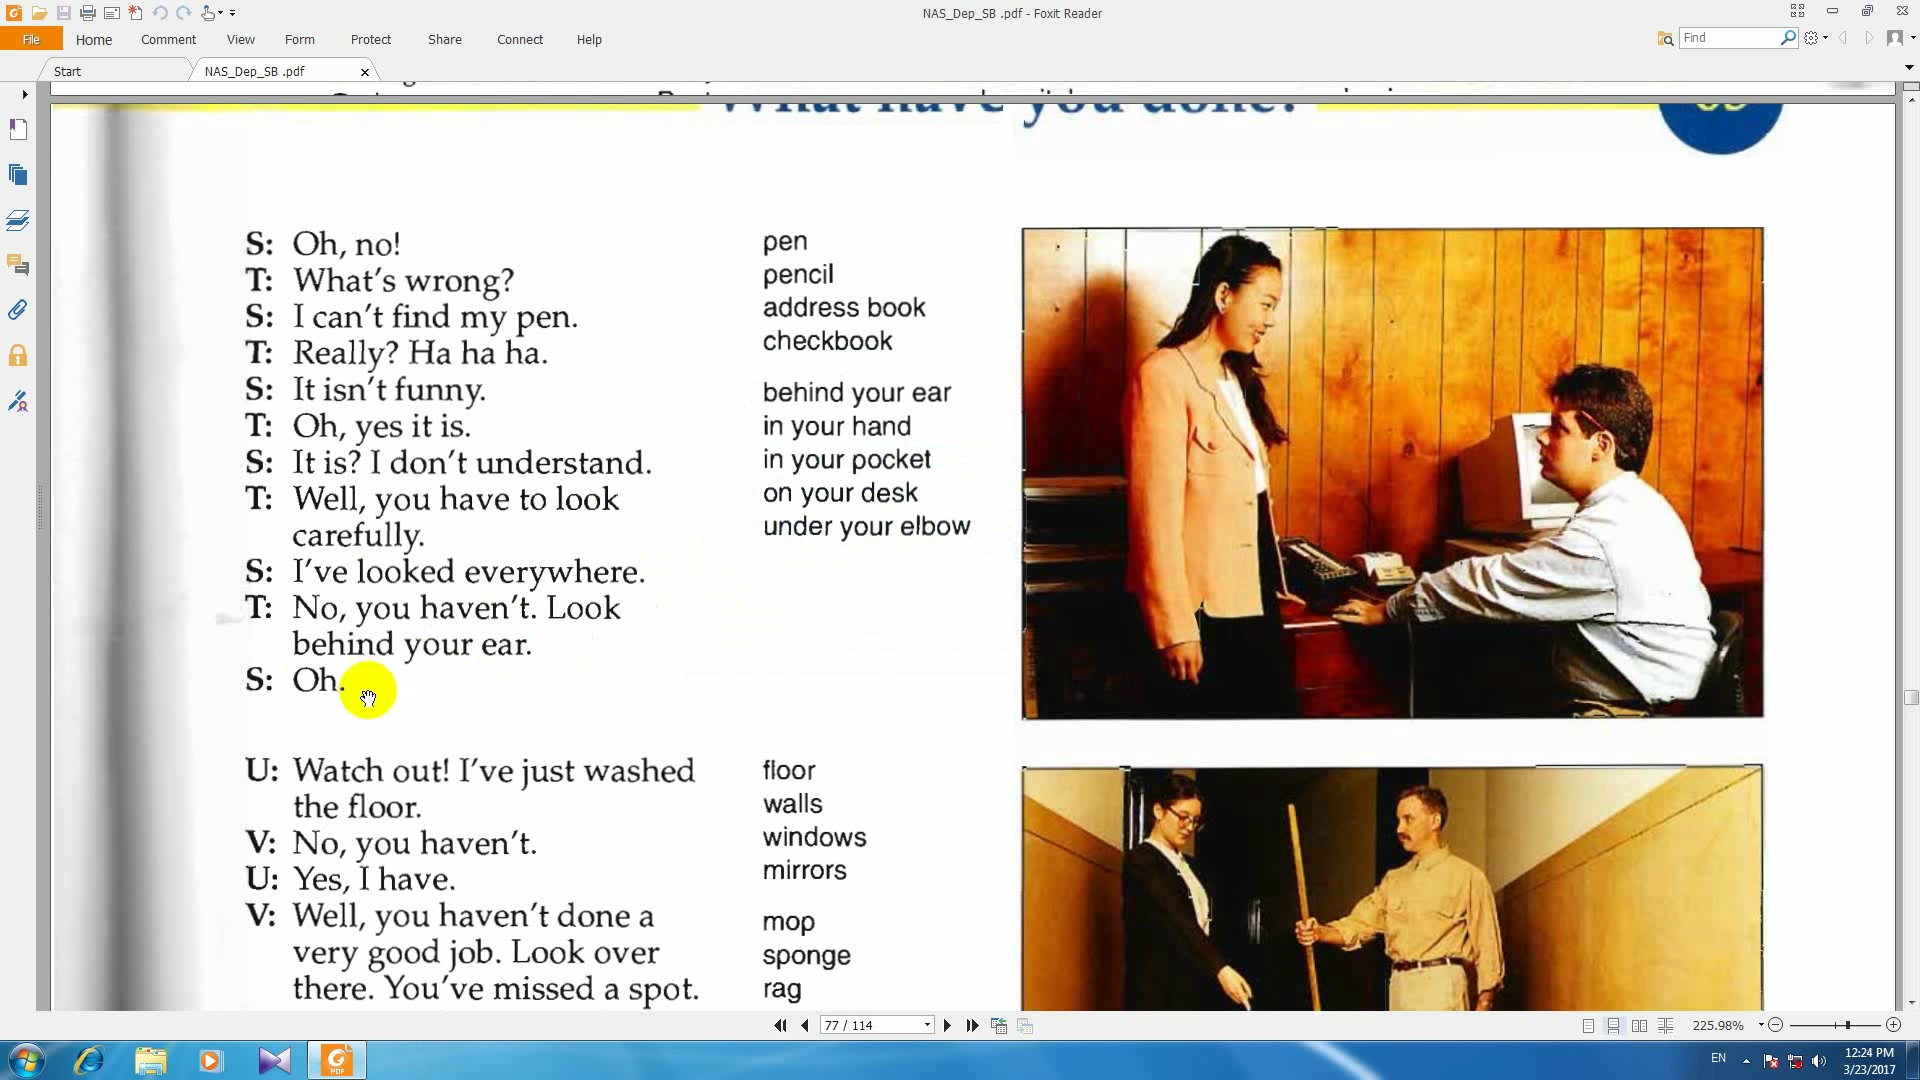 NAS_Dep_SB .pdf - Foxit Reader
File Home Comment View Form Protect Share Connect Help
Find
Start
NAS_Dep_SB .pdf
What have you done?
S: Oh, no!
T: What's wrong?
S: I can't find my pen.
T: Really? Ha ha ha.
S: It isn't funny.
T: Oh, yes it is.
S: It is? I don't understand.
T: Well, you have to look
carefully.
S: I've looked everywhere.
T: No, you haven't. Look
behind your ear.
S: Oh.
pen
pencil
address book
checkbook
behind your ear
in your hand
in your pocket
on your desk
under your elbow
U: Watch out! I've just washed
the floor.
V: No, you haven't.
U: Yes, I have.
V: Well, you haven't done a
very good job. Look over
there. You've missed a spot.
floor
walls
windows
mirrors
mop
sponge
rag
77 / 114
225.98%
EN
12:24 PM
3/23/2017
PDF